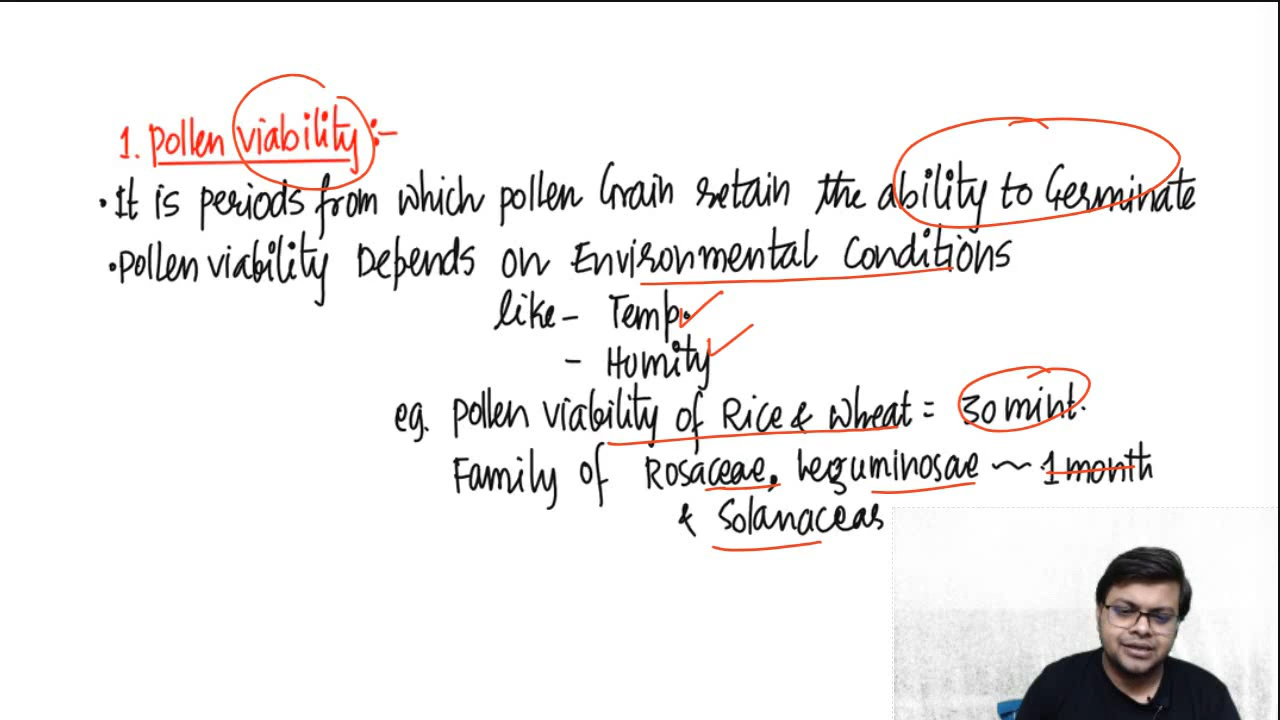 1. Pollen viability :-
• It is periods from which pollen Grain retain the ability to Germinate
• Pollen viability Depends on Environmental Conditions
like - Temp.
- Homity
eg. Pollen viability of Rice & Wheat = 30 mint.
Family of Rosaceae, leguminosae ~ 1 month
& Solanaceas